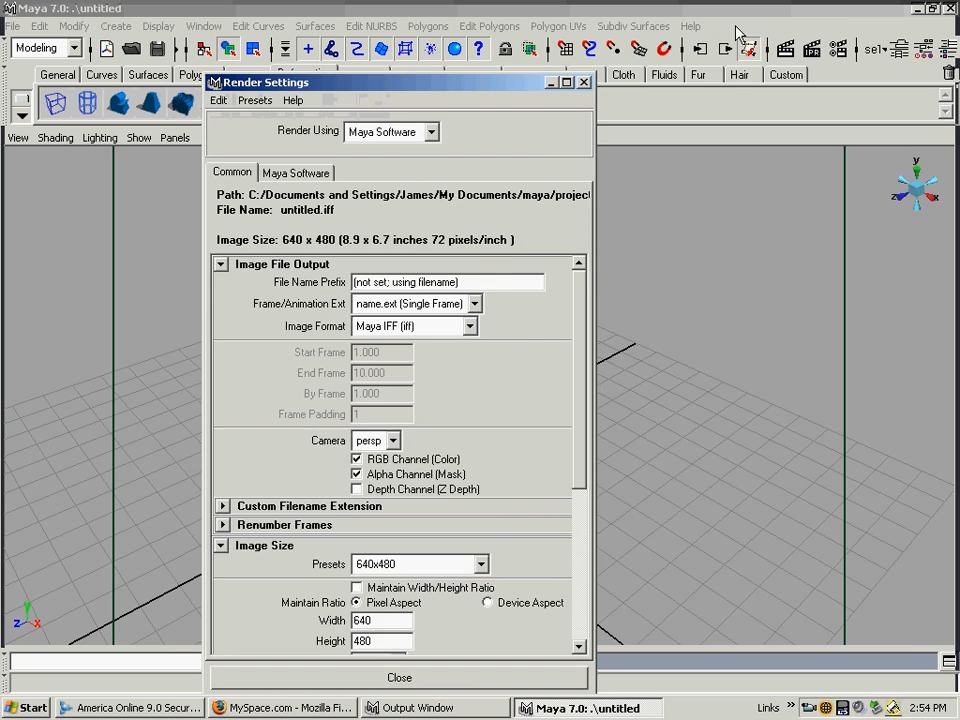 Maya 7.0: .\untitled
File Edit Modify Create Display Window Edit Curves Surfaces Edit NURBS Polygons Edit Polygons Polygon UVs Subdiv Surfaces Help
Modeling sel
General Curves Surfaces Cloth Fluids Fur Hair Custom
View Shading Lighting Show Panels
Render Settings
Edit Presets Help
Render Using Maya Software
Common Maya Software
Path: C:/Documents and Settings/James/My Documents/maya/project
File Name: untitled.iff
Image Size: 640 x 480 (8.9 x 6.7 inches 72 pixels/inch )
Image File Output
File Name Prefix (not set; using filename)
Frame/Animation Ext name.ext (Single Frame)
Image Format Maya IFF (iff)
Start Frame 1.000
End Frame 10.000
By Frame 1.000
Frame Padding 1
Camera persp
RGB Channel (Color)
Alpha Channel (Mask)
Depth Channel (Z Depth)
Custom Filename Extension
Renumber Frames
Image Size
Presets 640x480
Maintain Width/Height Ratio
Maintain Ratio Pixel Aspect Device Aspect
Width 640
Height 480
Close
y
z x
y
z x
Start America Online 9.0 Secur... MySpace.com - Mozilla Fi... Output Window Maya 7.0: .\untitled Links » 2:54 PM